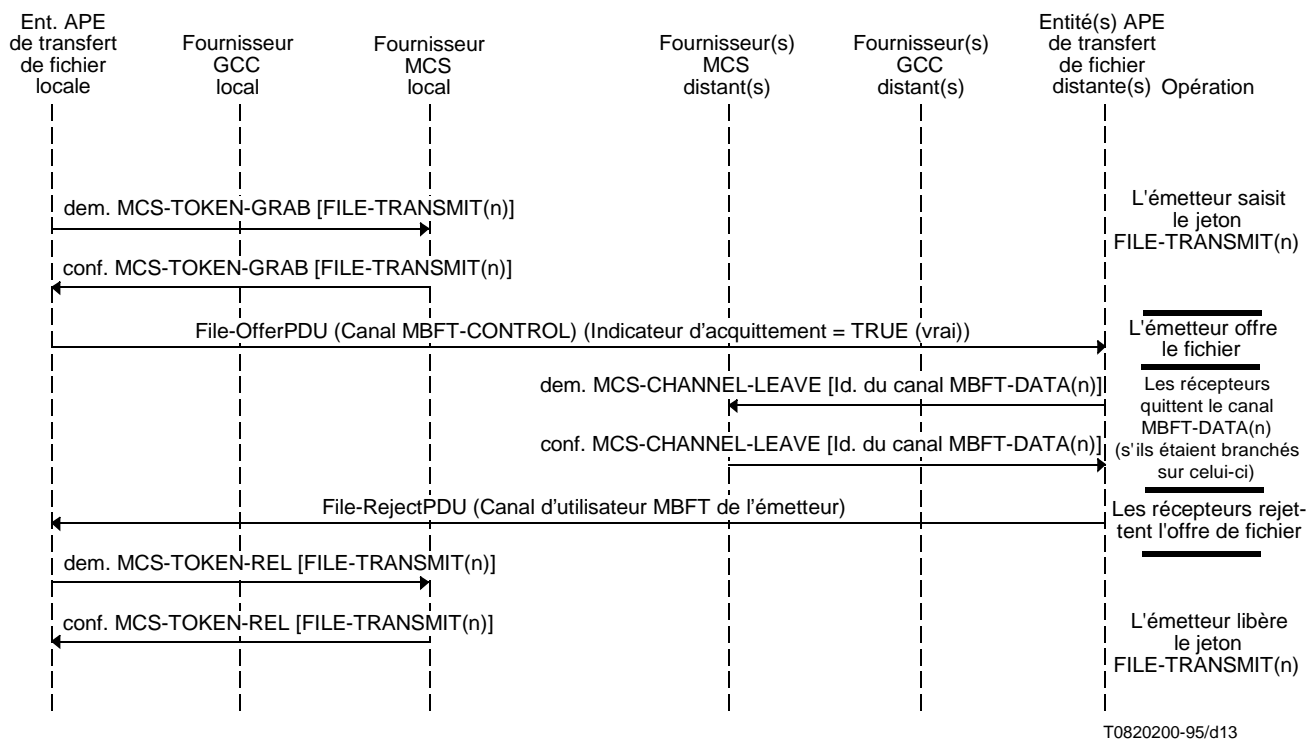 Ent. APE
de transfert
de fichier
locale
Fournisseur
GCC
local
Fournisseur
MCS
local
Fournisseur(s)
MCS
distant(s)
Fournisseur(s)
GCC
distant(s)
Entité(s) APE
de transfert
de fichier
distante(s)
Opération
dem. MCS-TOKEN-GRAB [FILE-TRANSMIT(n)]
L'émetteur saisit
le jeton
FILE-TRANSMIT(n)
conf. MCS-TOKEN-GRAB [FILE-TRANSMIT(n)]
File-OfferPDU (Canal MBFT-CONTROL) (Indicateur d'acquittement = TRUE (vrai))
L'émetteur offre
le fichier
dem. MCS-CHANNEL-LEAVE [Id. du canal MBFT-DATA(n)]
conf. MCS-CHANNEL-LEAVE [Id. du canal MBFT-DATA(n)]
Les récepteurs
quittent le canal
MBFT-DATA(n)
(s'ils étaient branchés
sur celui-ci)
File-RejectPDU (Canal d'utilisateur MBFT de l'émetteur)
Les récepteurs rejet-
tent l'offre de fichier
dem. MCS-TOKEN-REL [FILE-TRANSMIT(n)]
conf. MCS-TOKEN-REL [FILE-TRANSMIT(n)]
L'émetteur libère
le jeton
FILE-TRANSMIT(n)
T0820200-95/d13